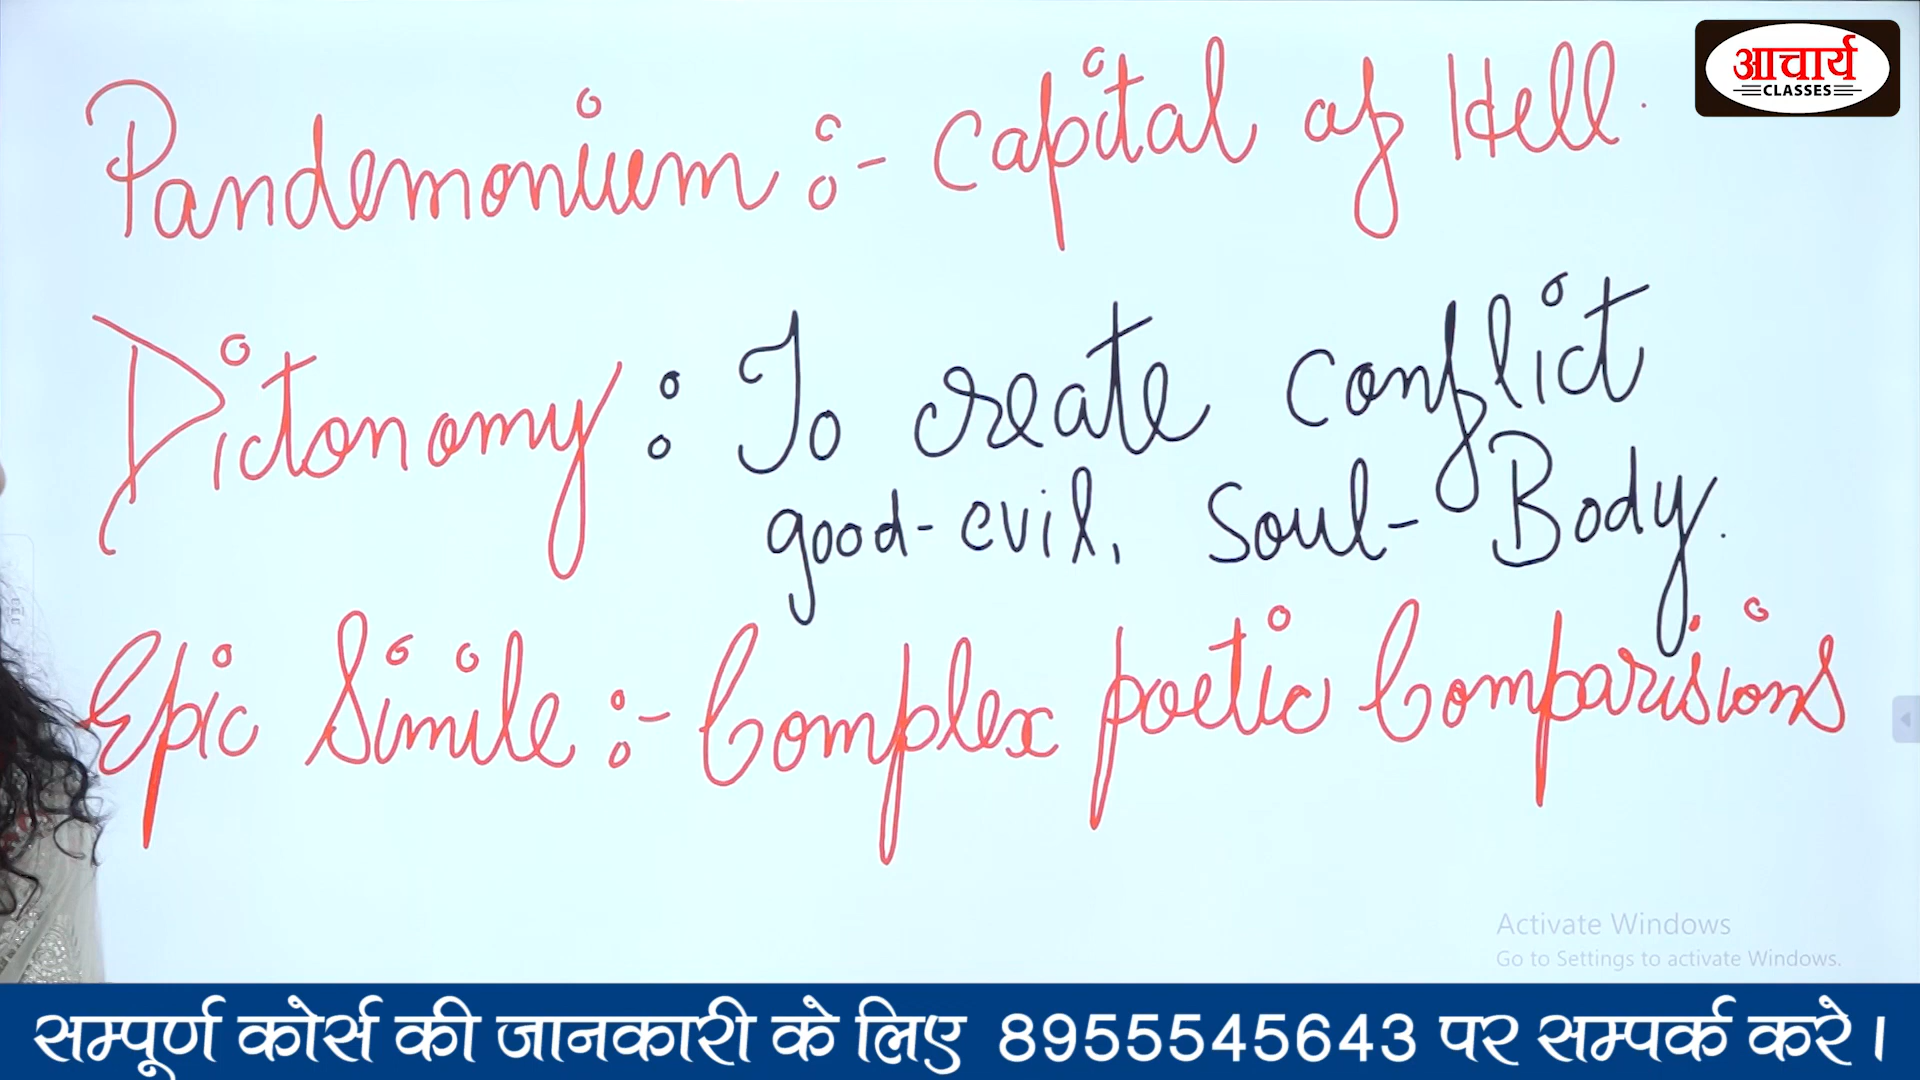 आचार्य
CLASSES
Pandemonium :- Capital of Hell.
Dictonomy : To create conflict
good-evil, Soul-Body.
Epic Simile :- Complex poetic Comparisions
Activate Windows
Go to Settings to activate Windows.
सम्पूर्ण कोर्स की जानकारी के लिए 8955545643 पर सम्पर्क करे।